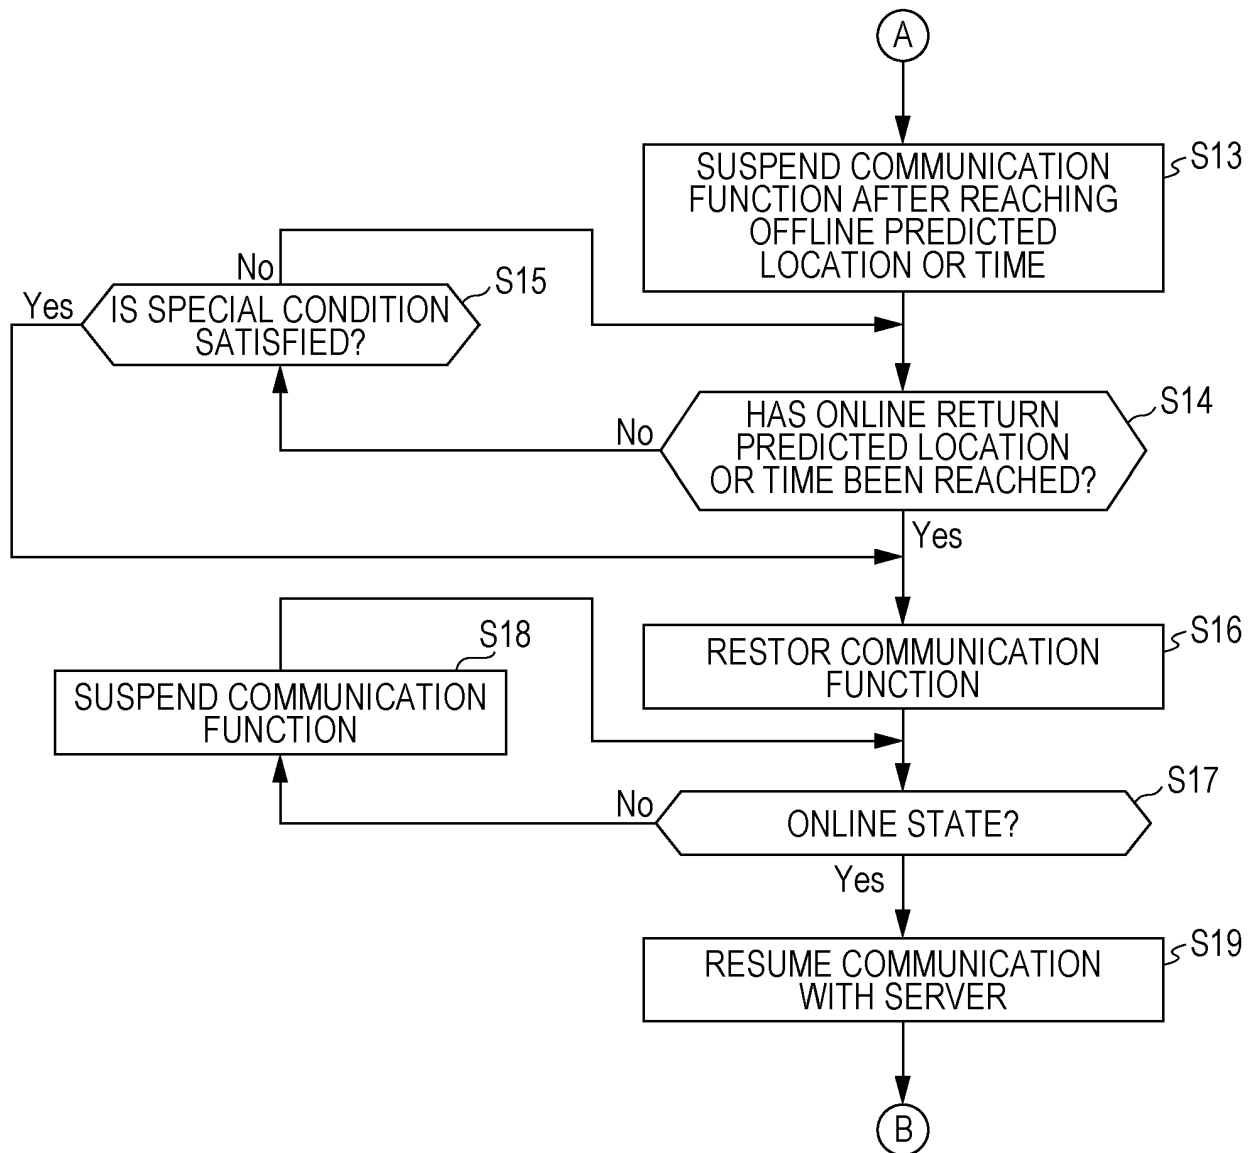 A
SUSPEND COMMUNICATION
FUNCTION AFTER REACHING
OFFLINE PREDICTED
LOCATION OR TIME
S13
No
Yes
IS SPECIAL CONDITION
SATISFIED?
S15
HAS ONLINE RETURN
PREDICTED LOCATION
OR TIME BEEN REACHED?
S14
No
Yes
RESTOR COMMUNICATION
FUNCTION
S16
SUSPEND COMMUNICATION
FUNCTION
S18
ONLINE STATE?
S17
No
Yes
RESUME COMMUNICATION
WITH SERVER
S19
B